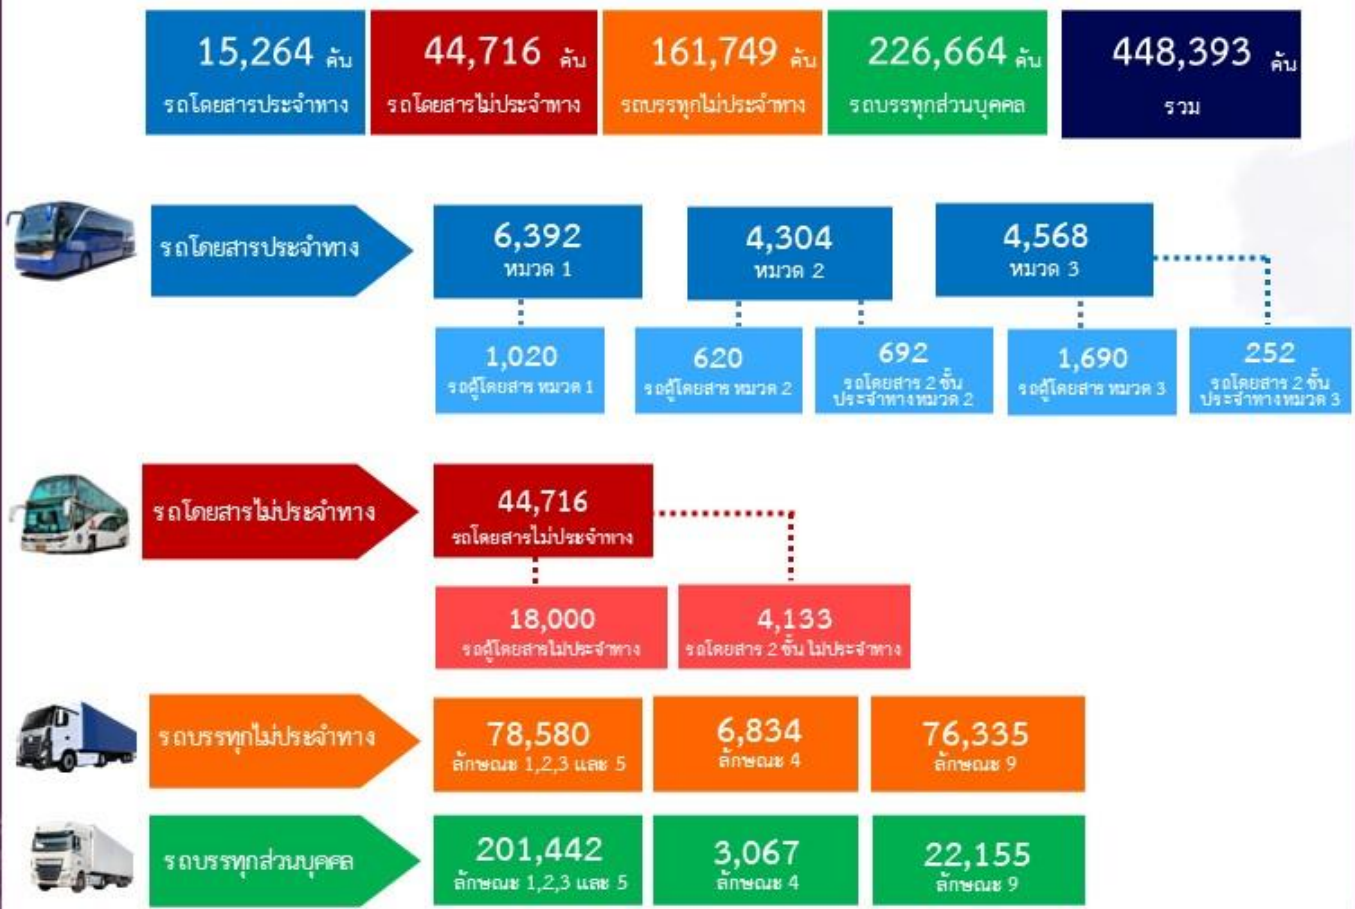 15,264 คัน
รถโดยสารประจำทาง
44,716 คัน
รถโดยสารไม่ประจำทาง
161,749 คัน
รถบรรทุกไม่ประจำทาง
226,664 คัน
รถบรรทุกส่วนบุคคล
448,393 คัน
รวม
รถโดยสารประจำทาง
6,392
หมวด 1
4,304
หมวด 2
4,568
หมวด 3
1,020
รถตู้โดยสาร หมวด 1
620
รถตู้โดยสาร หมวด 2
692
รถโดยสาร 2 ชั้น
ประจำทางหมวด 2
1,690
รถตู้โดยสาร หมวด 3
252
รถโดยสาร 2 ชั้น
ประจำทางหมวด 3
รถโดยสารไม่ประจำทาง
44,716
รถโดยสารไม่ประจำทาง
18,000
รถตู้โดยสารไม่ประจำทาง
4,133
รถโดยสาร 2 ชั้น ไม่ประจำทาง
รถบรรทุกไม่ประจำทาง
78,580
ลักษณะ 1,2,3 และ 5
6,834
ลักษณะ 4
76,335
ลักษณะ 9
รถบรรทุกส่วนบุคคล
201,442
ลักษณะ 1,2,3 และ 5
3,067
ลักษณะ 4
22,155
ลักษณะ 9